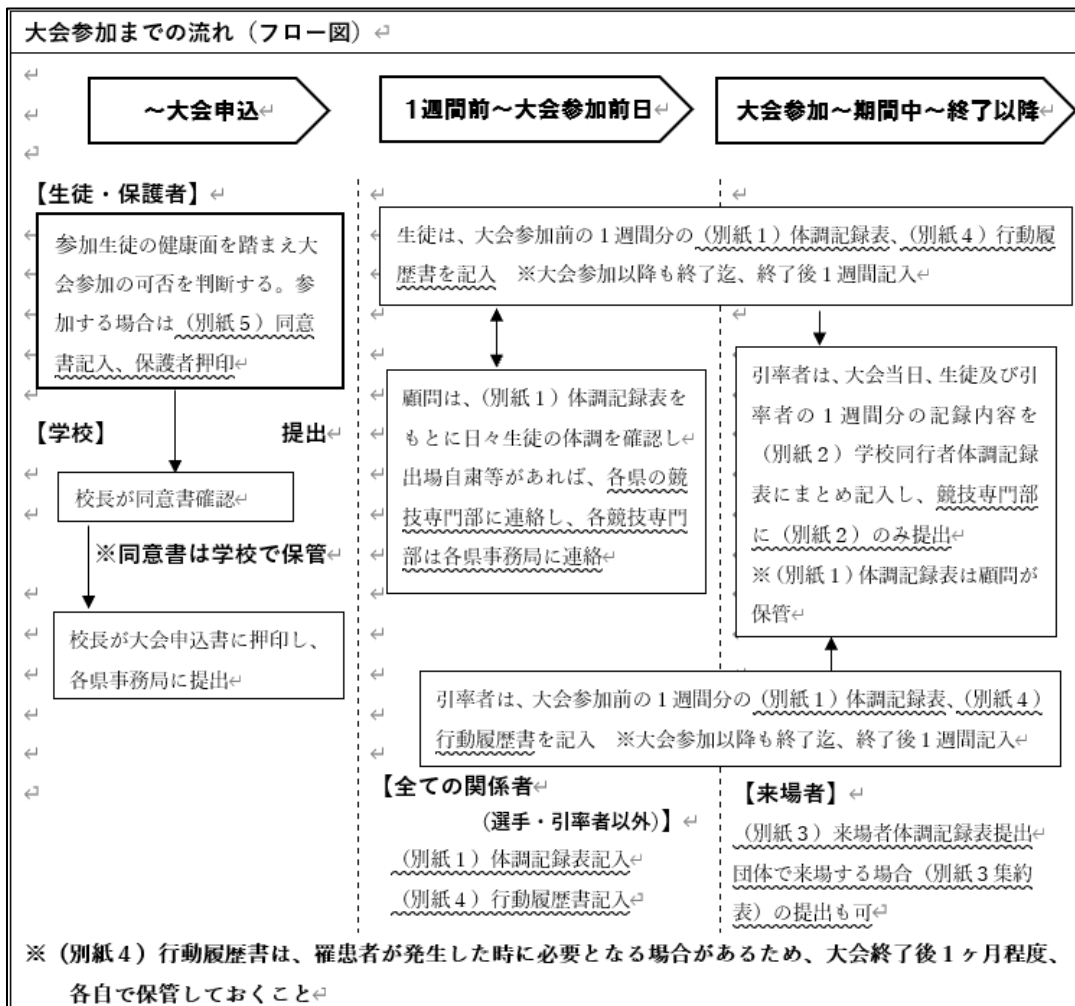 大会参加までの流れ（フロー図）
～大会申込
1週間前～大会参加前日
大会参加～期間中～終了以降
【生徒・保護者】
参加生徒の健康面を踏まえ大
会参加の可否を判断する。参
加する場合は（別紙５）同意
書記入、保護者押印
【学校】 提出
校長が同意書確認
※同意書は学校で保管
校長が大会申込書に押印し、
各県事務局に提出
生徒は、大会参加前の１週間分の（別紙１）体調記録表、（別紙４）行動履
歴書を記入　※大会参加以降も終了迄、終了後１週間記入
顧問は、（別紙１）体調記録表を
もとに日々生徒の体調を確認し
出場自粛等があれば、各県の競
技専門部に連絡し、各競技専門
部は各県事務局に連絡
引率者は、大会当日、生徒及び引
率者の１週間分の記録内容を
（別紙２）学校同行者体調記録
表にまとめ記入し、競技専門部
に（別紙２）のみ提出
※（別紙１）体調記録表は顧問が
保管
引率者は、大会参加前の１週間分の（別紙１）体調記録表、（別紙４）
行動履歴書を記入　※大会参加以降も終了迄、終了後１週間記入
【全ての関係者
（選手・引率者以外）】
（別紙１）体調記録表記入
（別紙４）行動履歴書記入
【来場者】
（別紙３）来場者体調記録表提出
団体で来場する場合（別紙３集約
表）の提出も可
※（別紙４）行動履歴書は、罹患者が発生した時に必要となる場合があるため、大会終了後１ヶ月程度、
各自で保管しておくこと